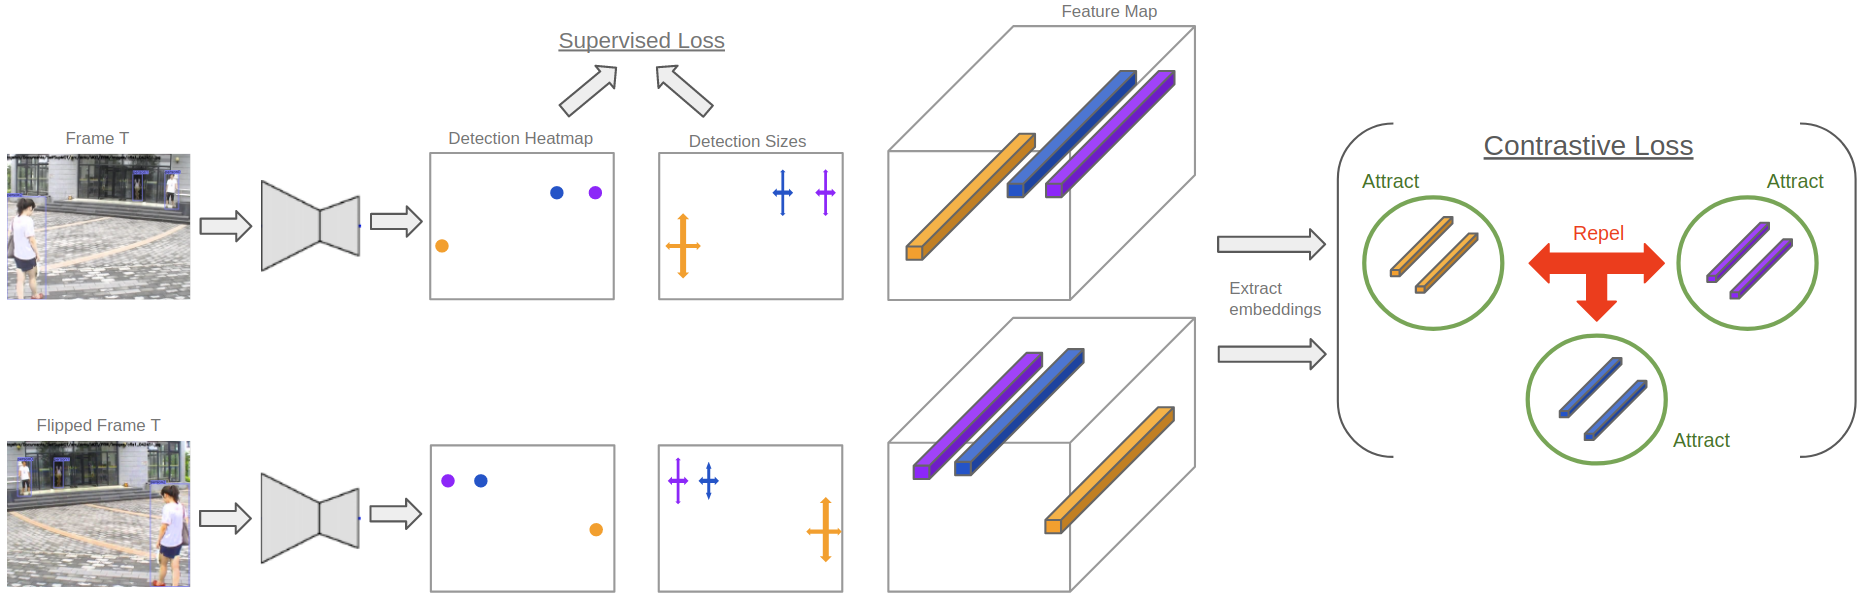 Feature Map
Supervised Loss
Frame T
Detection Heatmap
Detection Sizes
Contrastive Loss
Attract
Attract
Repel
Extract
embeddings
Attract
Flipped Frame T